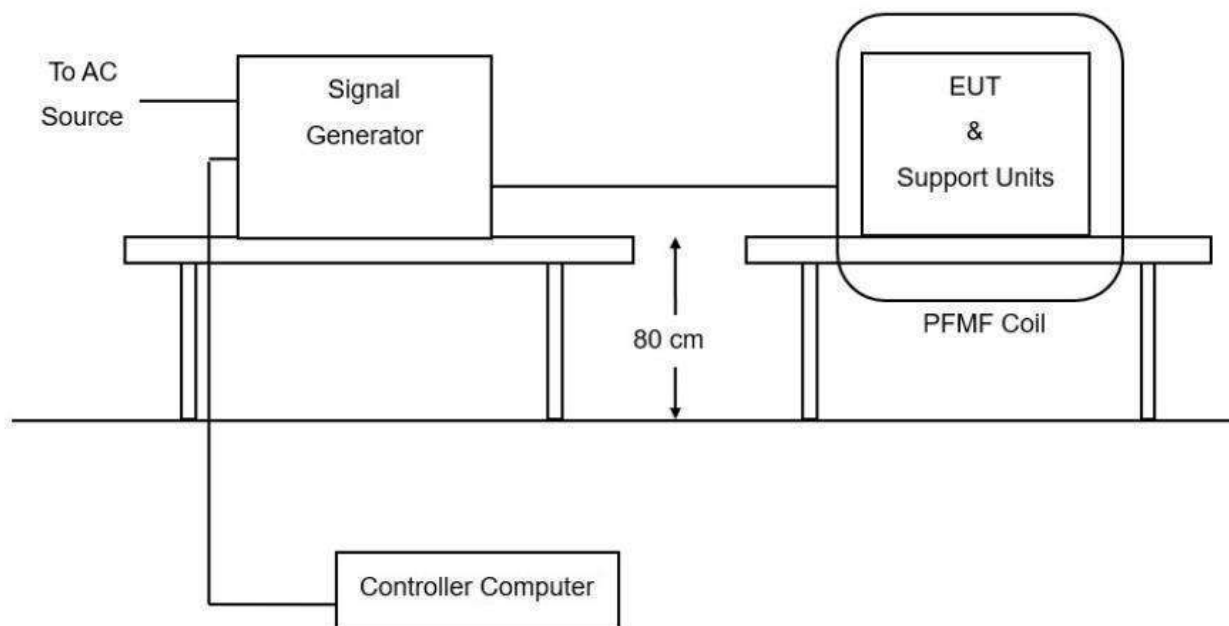 To AC
Source
Signal
Generator
EUT
&
Support Units
80 cm
PFMF Coil
Controller Computer